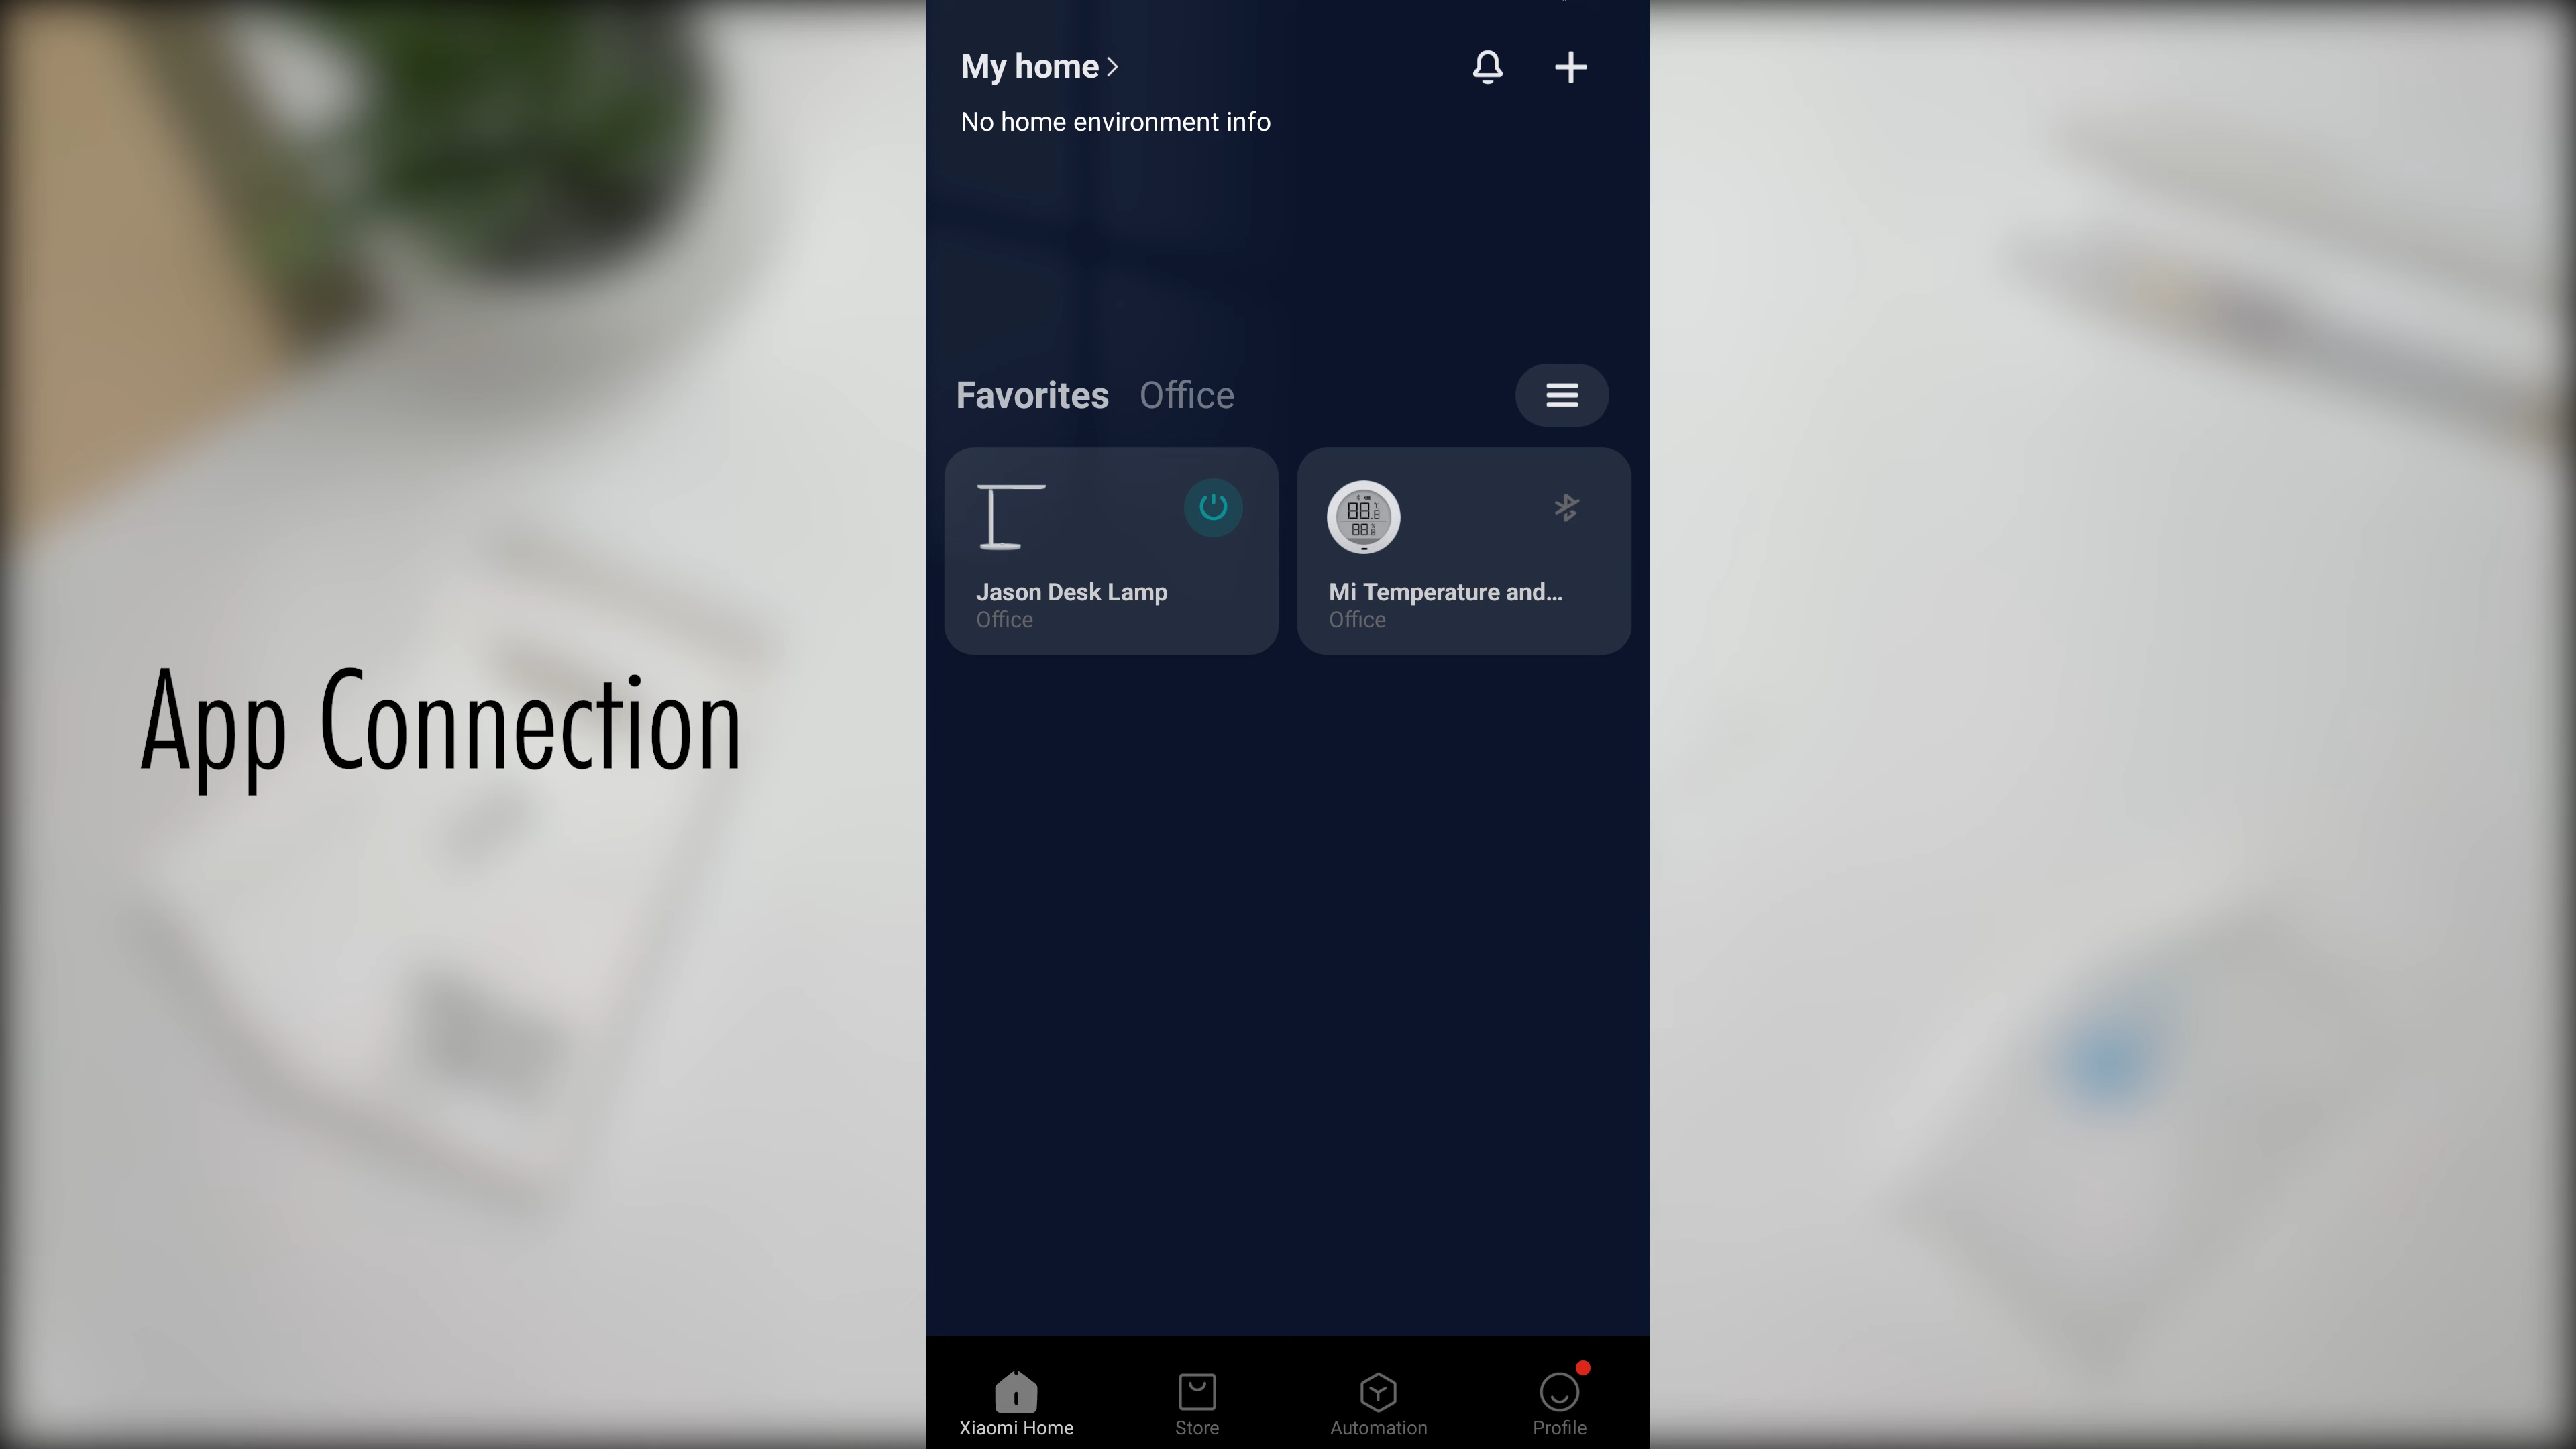 My home
No home environment info
Favorites Office
Jason Desk Lamp
Office
Mi Temperature and...
Office
App Connection
Xiaomi Home
Store
Automation
Profile